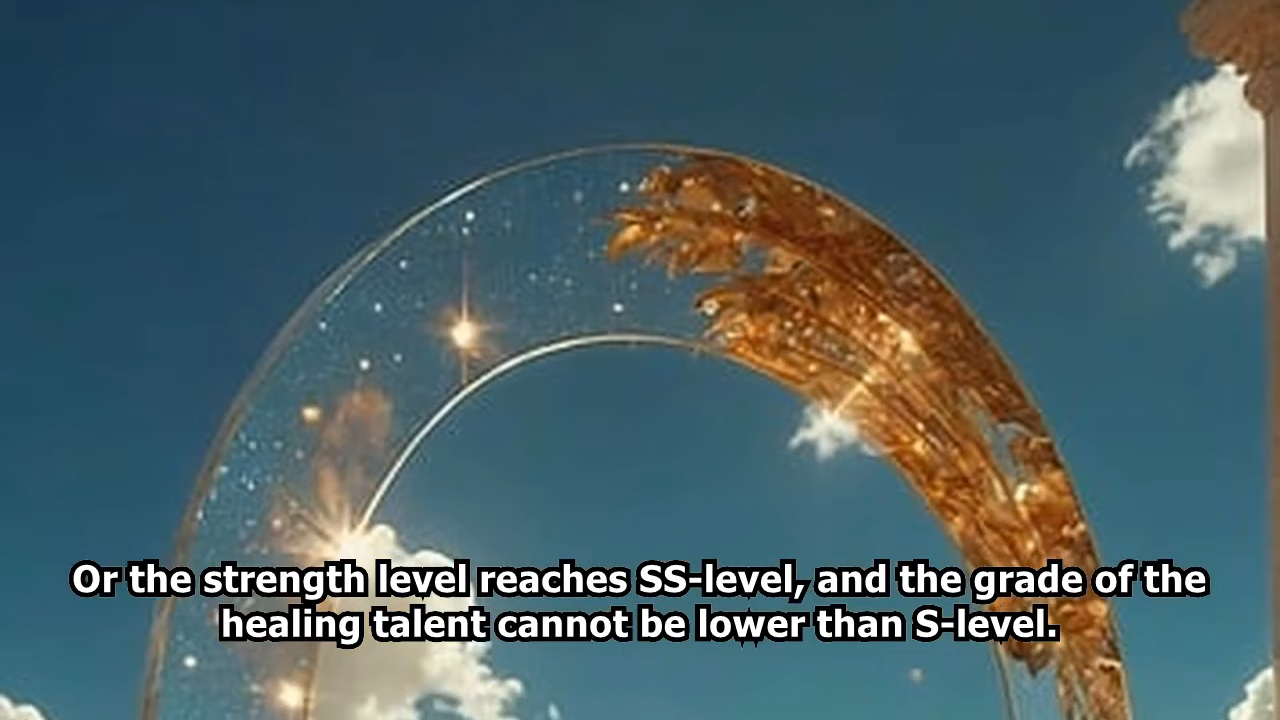 Or the strength level reaches SS-level, and the grade of the
healing talent cannot be lower than S-level.